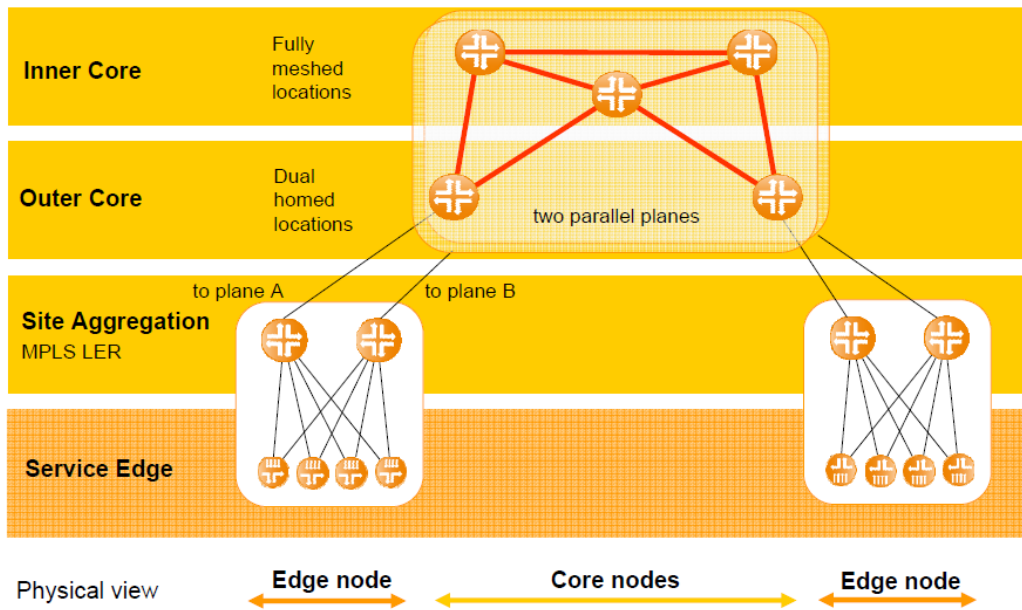 Inner Core
Fully
meshed
locations
Outer Core
Dual
homed
locations
two parallel planes
to plane A
to plane B
Site Aggregation
MPLS LER
Service Edge
Physical view
Edge node
Core nodes
Edge node